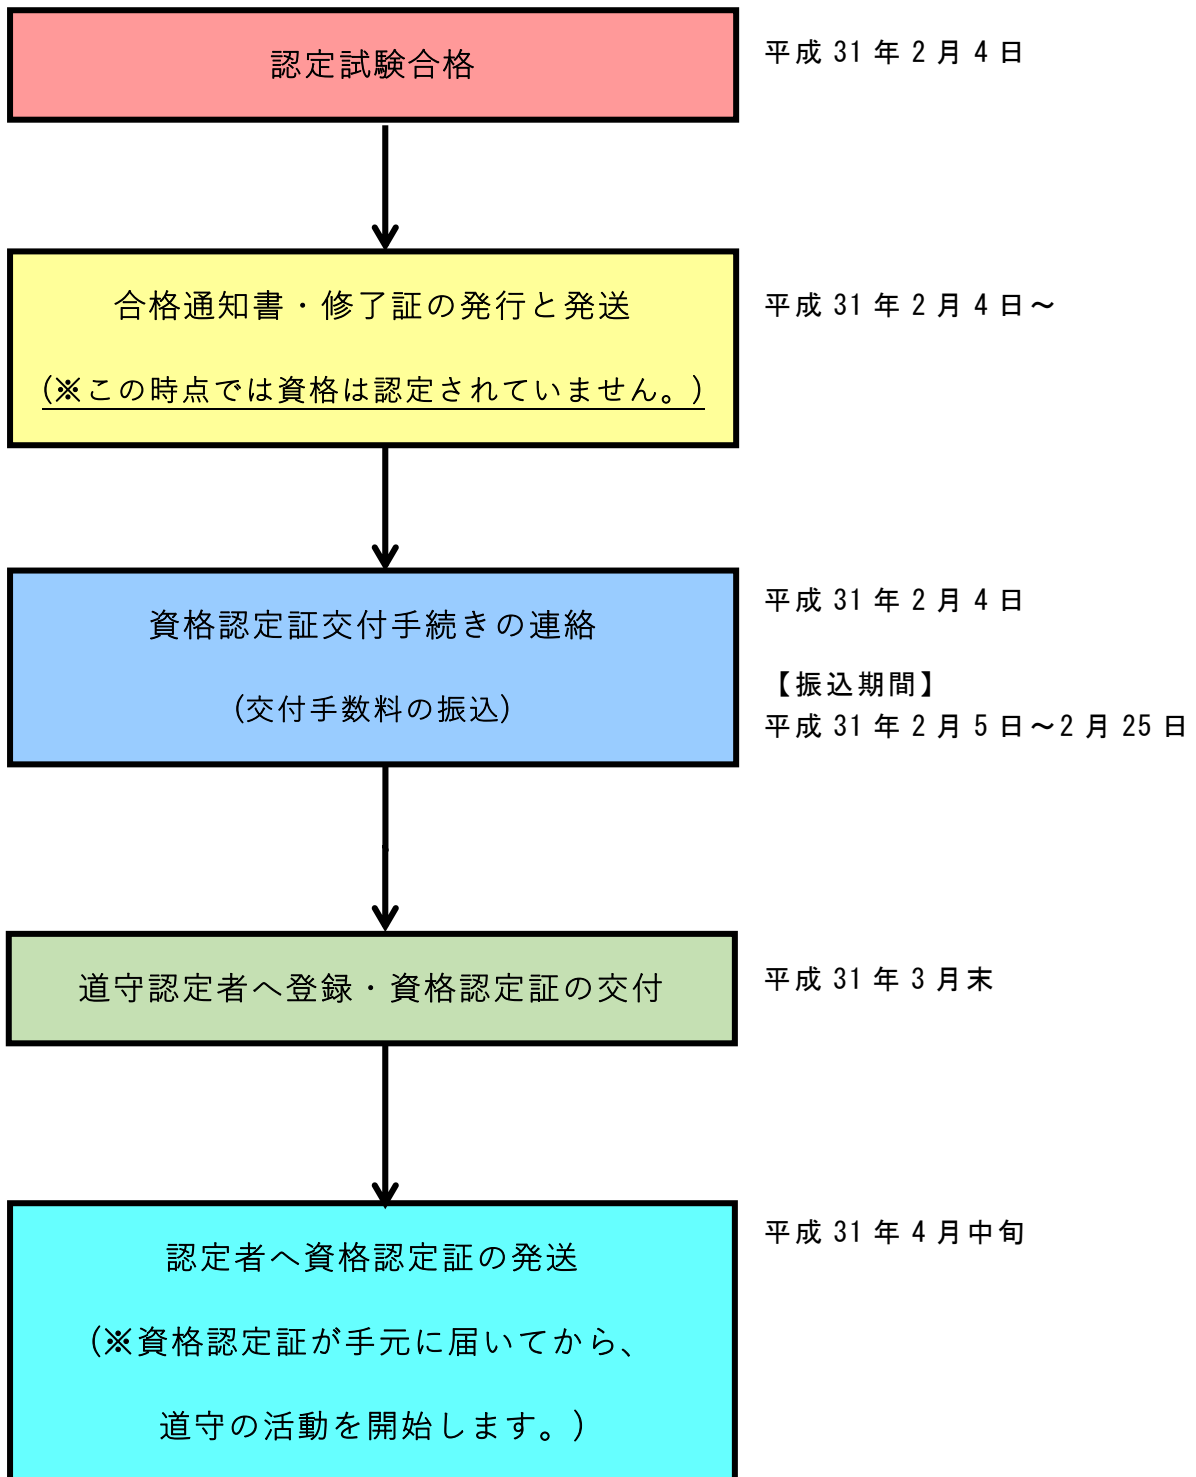 認定試験合格
平成 31 年 2 月 4 日
合格通知書・修了証の発行と発送
(※この時点では資格は認定されていません。)
平成 31 年 2 月 4 日～
資格認定証交付手続きの連絡
(交付手数料の振込)
平成 31 年 2 月 4 日
【振込期間】
平成 31 年 2 月 5 日～2 月 25 日
道守認定者へ登録・資格認定証の交付
平成 31 年 3 月末
認定者へ資格認定証の発送
(※資格認定証が手元に届いてから、
道守の活動を開始します。)
平成 31 年 4 月中旬